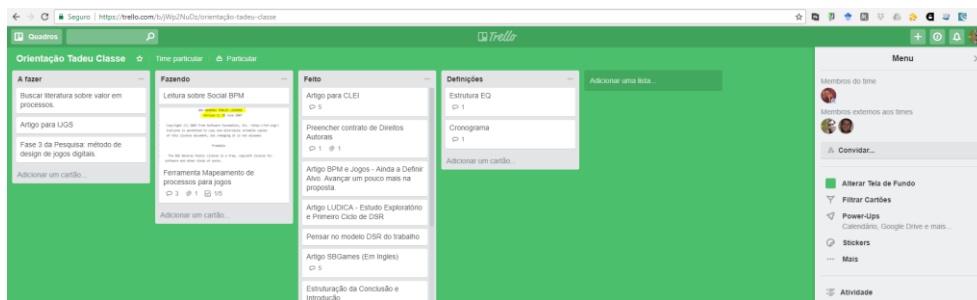 Seguro | https://trello.com/b/jWp2NuDz/orientação-tadeu-classe
Quadros
Trello
Orientação Tadeu Classe
Time particular
Particular
A fazer
Buscar literatura sobre valor em
processos.
Artigo para IJGS
Fase 3 da Pesquisa: método de
design de jogos digitais.
Adicionar um cartão...
Fazendo
Leitura sobre Social BPM
Ferramenta Mapeamento de
processos para jogos
3 1 1/5
Adicionar um cartão...
Feito
Artigo para CLEI
5
Preencher contrato de Direitos
Autorais
1 1
Artigo BPM e Jogos - Ainda a Definir
Alvo. Avançar um pouco mais na
proposta.
Artigo LUDICA - Estudo Exploratório
e Primeiro Ciclo de DSR
Pensar no modelo DSR do trabalho
Artigo SBGames (Em Ingles)
5
Estruturação da Conclusão e
Introdução
Definições
Estrutura EQ
1
Cronograma
1
Adicionar um cartão...
Adicionar uma lista...
Menu
Membros do time
Membros externos aos times
Convidar...
Alterar Tela de Fundo
Filtrar Cartões
Power-Ups
Calendário, Google Drive e mais...
Stickers
Mais
Atividade